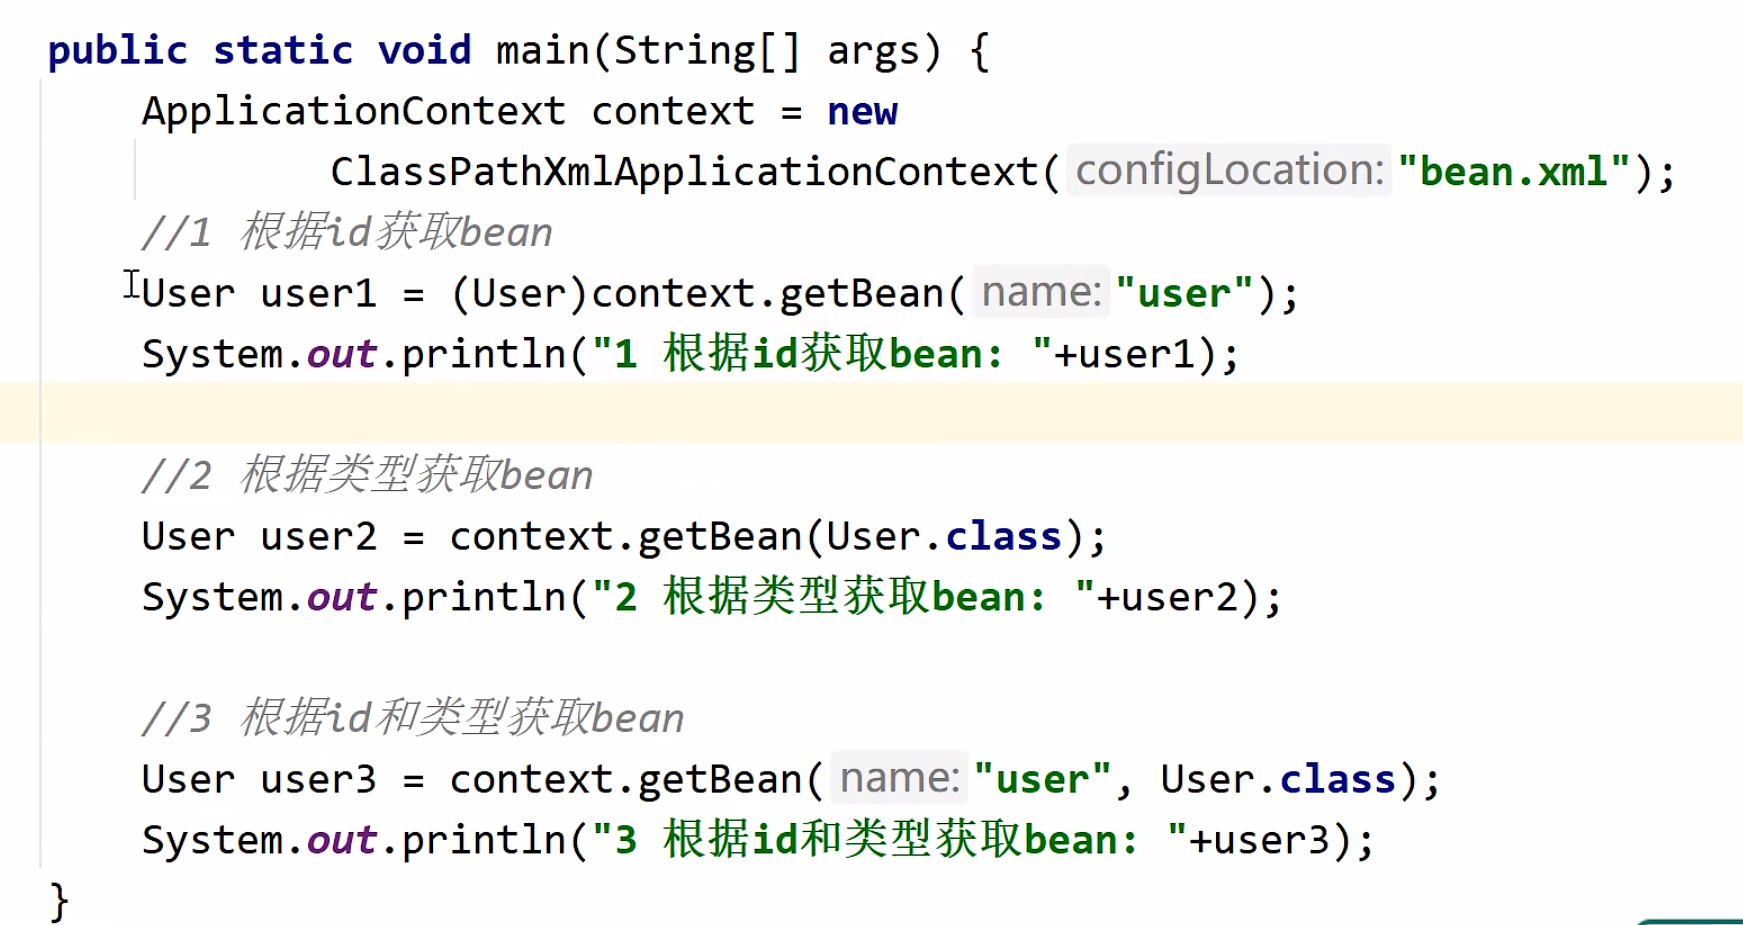 public static void main(String[] args) {
ApplicationContext context = new
ClassPathXmlApplicationContext( configLocation: "bean.xml");
//1 根据id获取bean
User user1 = (User)context.getBean( name: "user");
System.out.println("1 根据id获取bean: "+user1);
//2 根据类型获取bean
User user2 = context.getBean(User.class);
System.out.println("2 根据类型获取bean: "+user2);
//3 根据id和类型获取bean
User user3 = context.getBean( name: "user", User.class);
System.out.println("3 根据id和类型获取bean: "+user3);
}